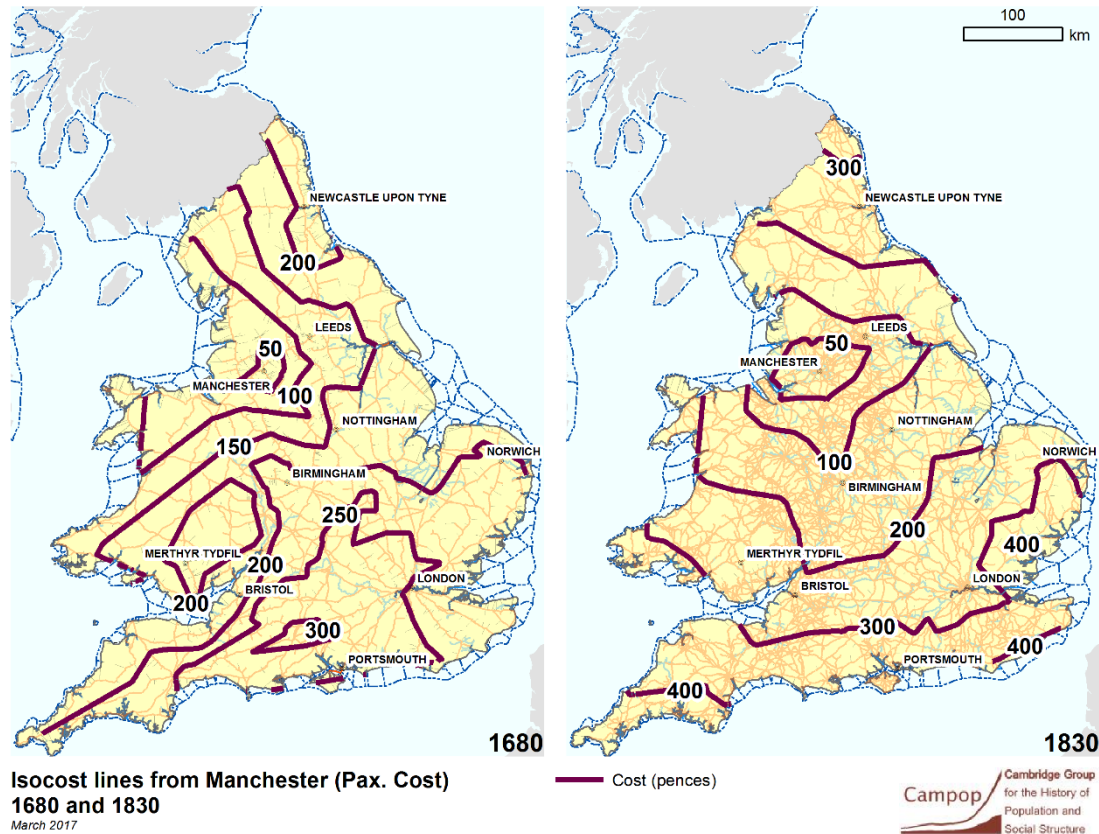 100
km
NEWCASTLE UPON TYNE
200
LEEDS
50
MANCHESTER
100
NOTTINGHAM
150
NORWICH
BIRMINGHAM
250
MERTHYR TYDFIL
200
LONDON
BRISTOL
200
300
PORTSMOUTH
1680
300
NEWCASTLE UPON TYNE
LEEDS
50
MANCHESTER
NOTTINGHAM
NORWICH
100
BIRMINGHAM
200
400
MERTHYR TYDFIL
LONDON
BRISTOL
300
400
PORTSMOUTH
400
1830
Isocost lines from Manchester (Pax. Cost)
1680 and 1830
March 2017
Cost (pences)
Campop
Cambridge Group
for the History of
Population and
Social Structure